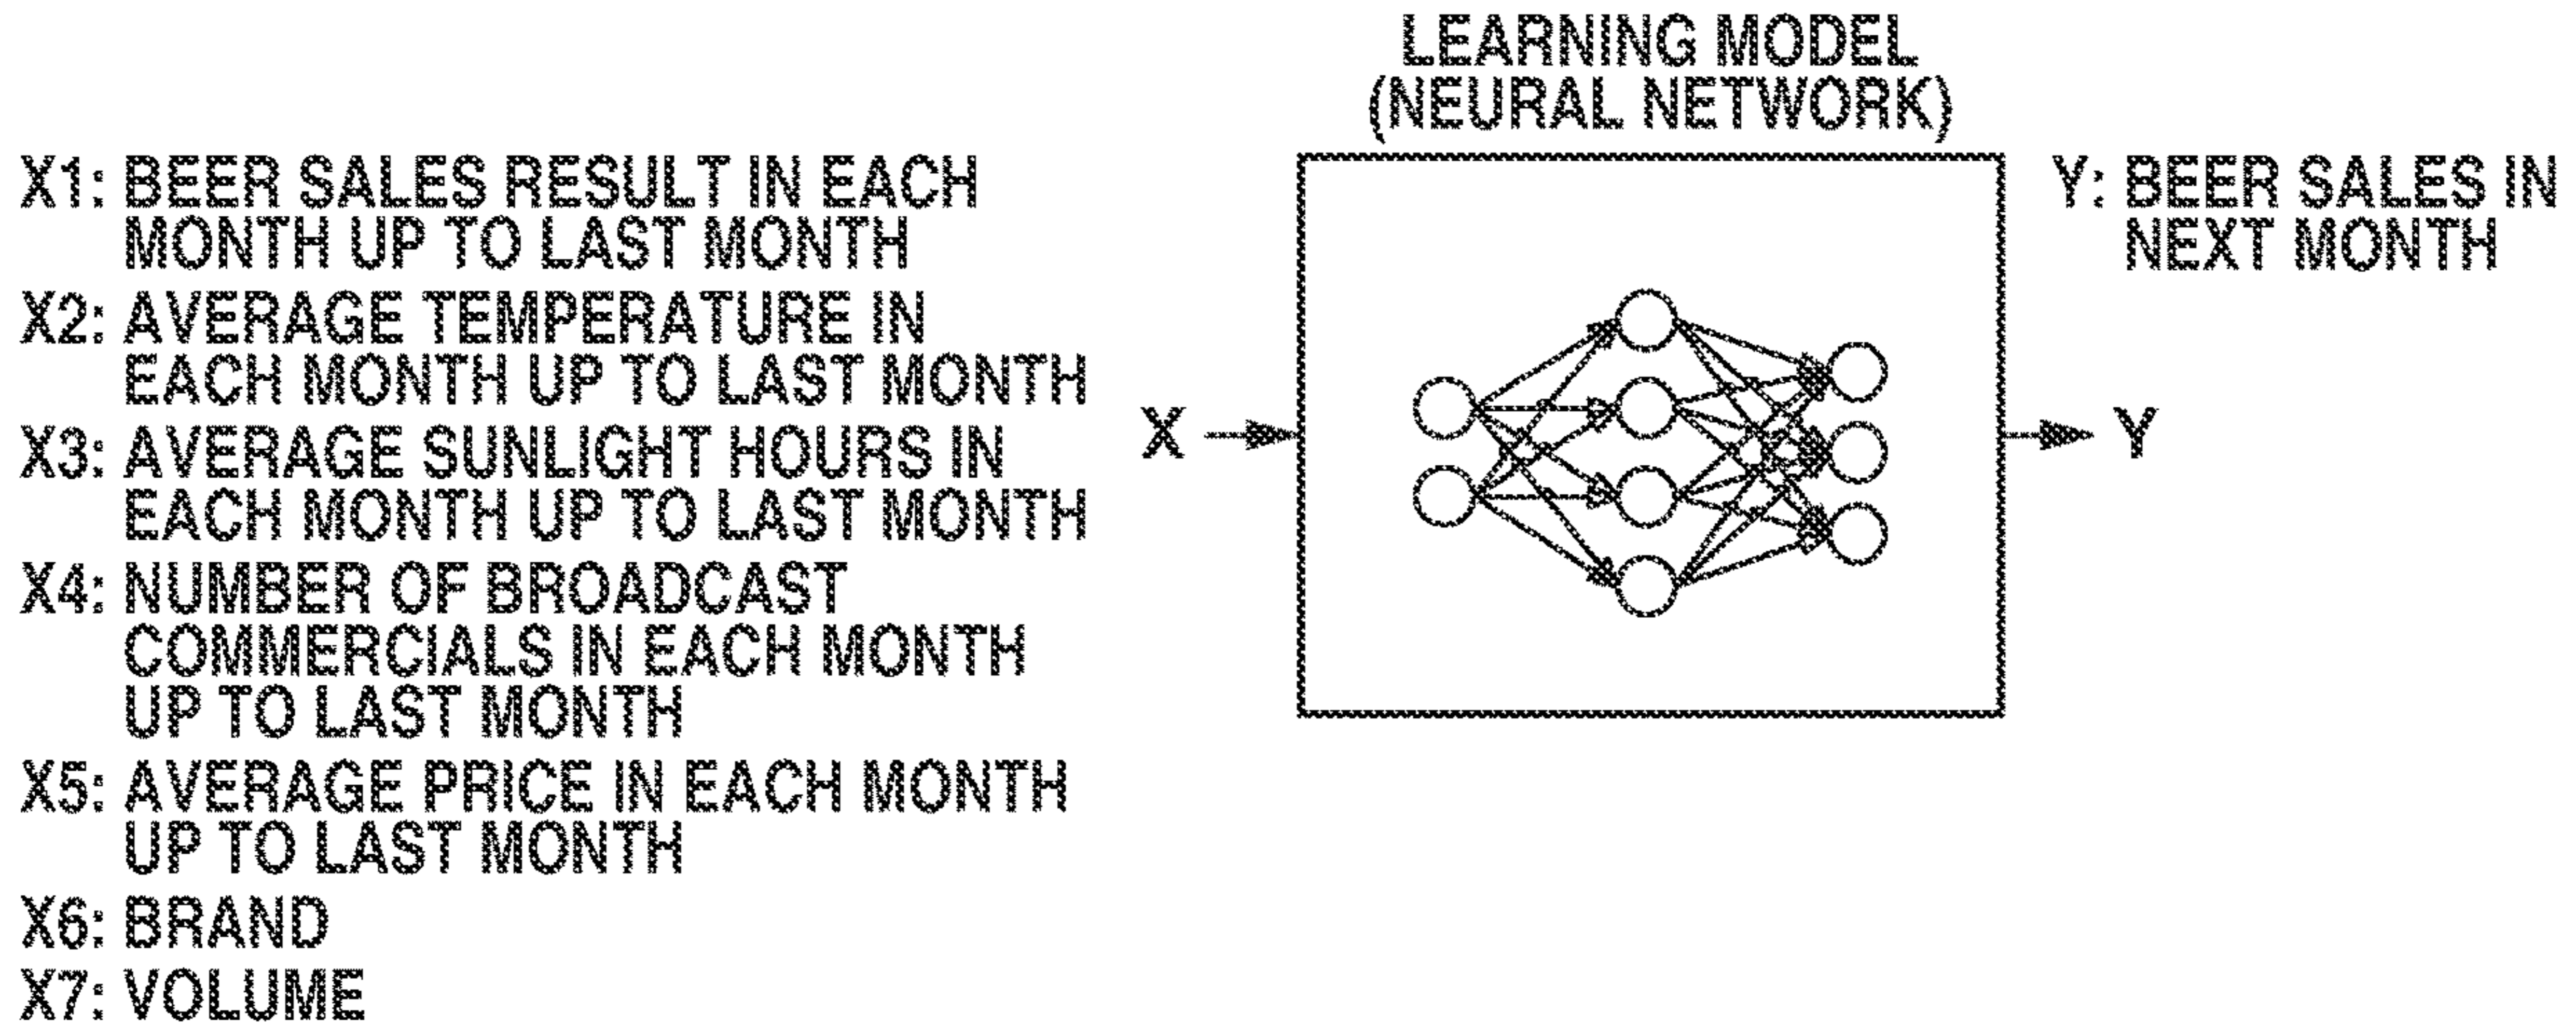 LEARNING MODEL
(NEURAL NETWORK)
X1: BEER SALES RESULT IN EACH
MONTH UP TO LAST MONTH
X2: AVERAGE TEMPERATURE IN
EACH MONTH UP TO LAST MONTH
X3: AVERAGE SUNLIGHT HOURS IN
EACH MONTH UP TO LAST MONTH
X4: NUMBER OF BROADCAST
COMMERCIALS IN EACH MONTH
UP TO LAST MONTH
X5: AVERAGE PRICE IN EACH MONTH
UP TO LAST MONTH
X6: BRAND
X7: VOLUME
X
Y
Y: BEER SALES IN
NEXT MONTH